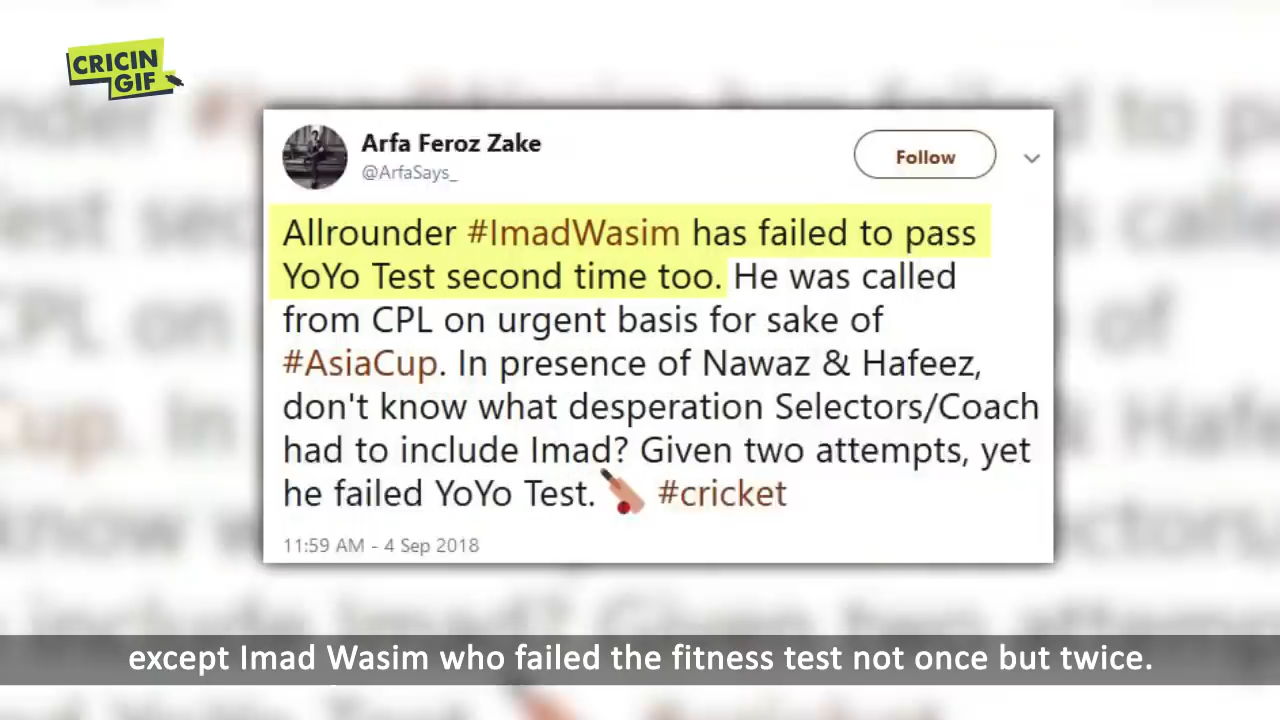 CRICIN
GIF
Arfa Feroz Zake
@ArfaSays_
Follow
Allrounder #ImadWasim has failed to pass
YoYo Test second time too. He was called
from CPL on urgent basis for sake of
#AsiaCup. In presence of Nawaz & Hafeez,
don't know what desperation Selectors/Coach
had to include Imad? Given two attempts, yet
he failed YoYo Test. #cricket
11:59 AM - 4 Sep 2018
except Imad Wasim who failed the fitness test not once but twice.